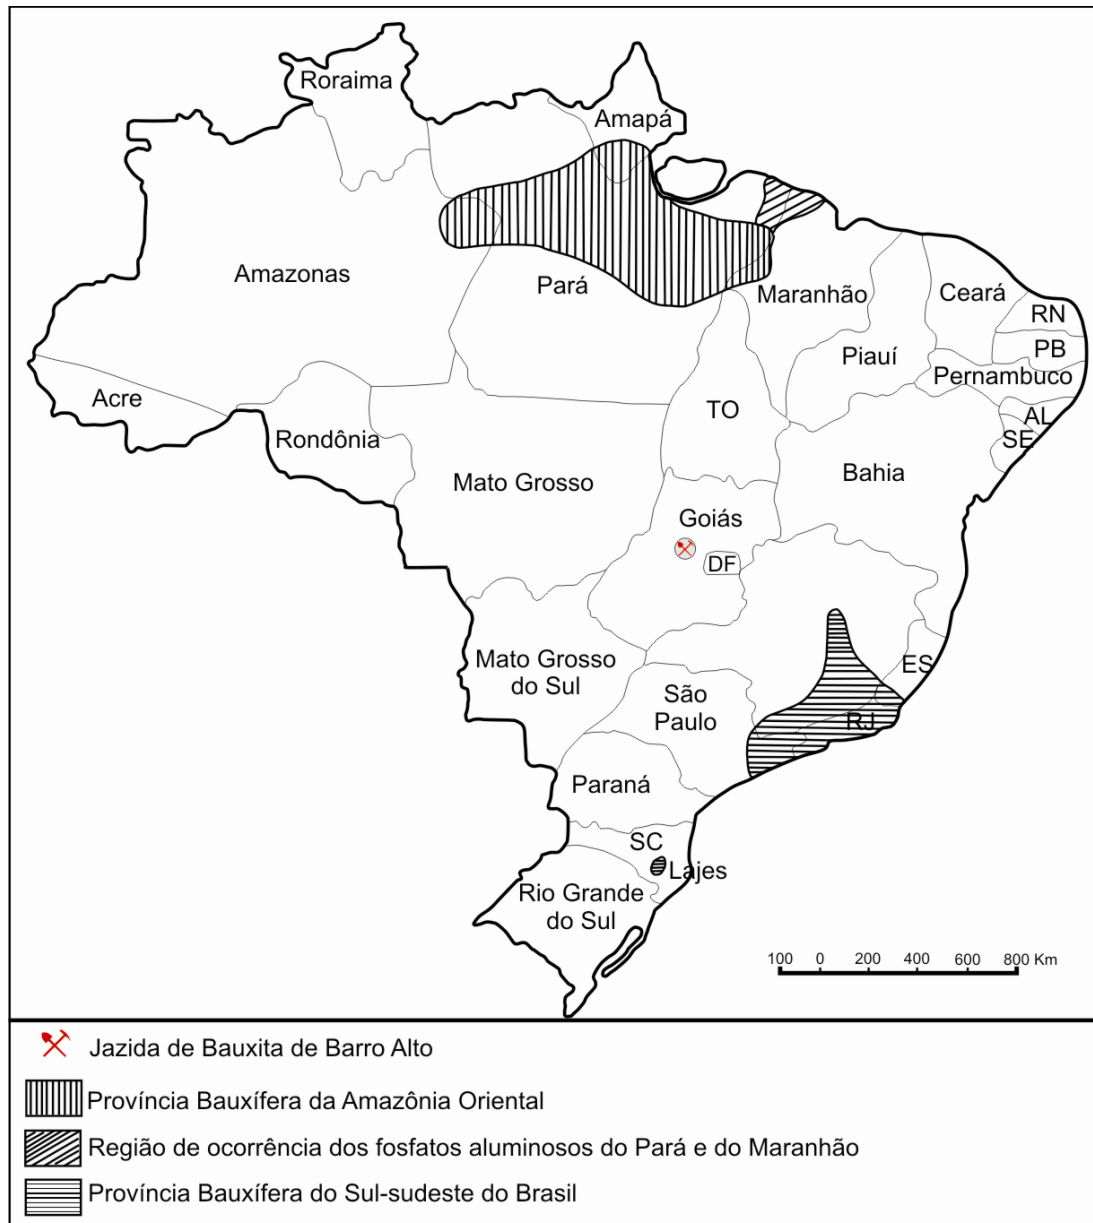 Roraima
Amapá
Amazonas
Pará
Maranhão
Ceará
RN
PB
Piauí
Pernambuco
Acre
TO
AL
SE
Rondônia
Mato Grosso
Bahia
Goiás
DF
Mato Grosso
do Sul
ES
São
Paulo
RJ
Paraná
SC
Lajes
Rio Grande
do Sul
100 0 200 400 600 800 Km
Jazida de Bauxita de Barro Alto
Província Bauxífera da Amazônia Oriental
Região de ocorrência dos fosfatos aluminosos do Pará e do Maranhão
Província Bauxífera do Sul-sudeste do Brasil